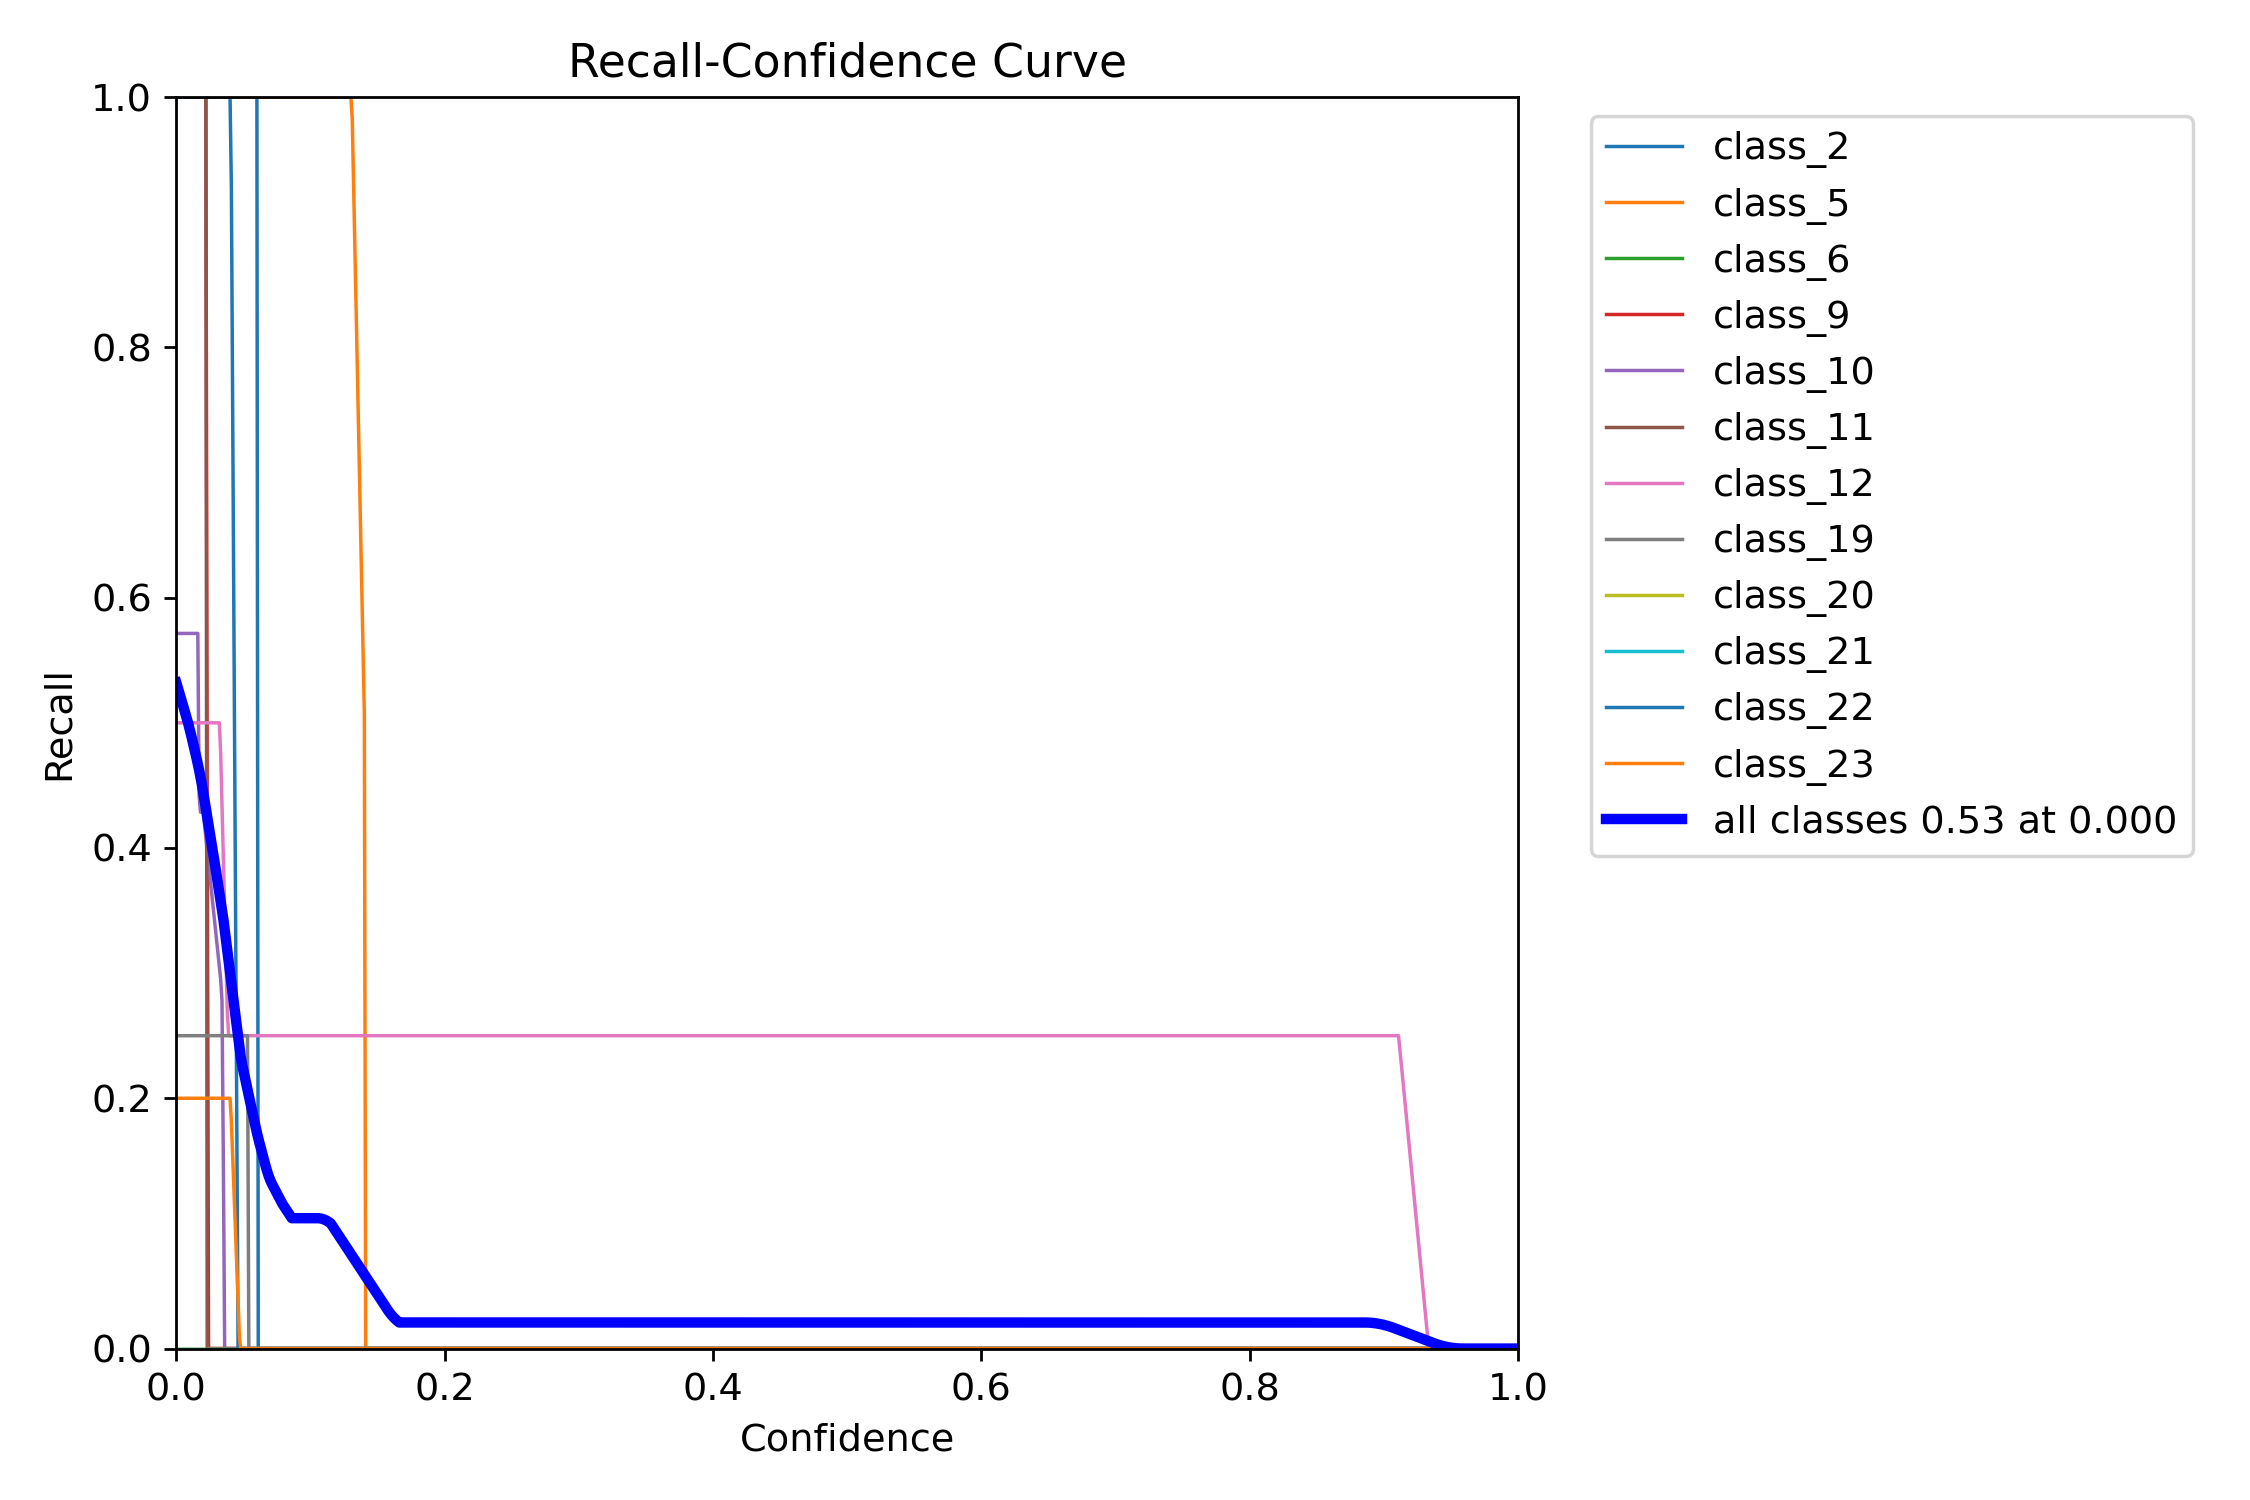 Recall-Confidence Curve
1.0
0.8
0.6
0.4
0.2
0.0
Recall
0.0 0.2 0.4 0.6 0.8 1.0
Confidence
class_2
class_5
class_6
class_9
class_10
class_11
class_12
class_19
class_20
class_21
class_22
class_23
all classes 0.53 at 0.000